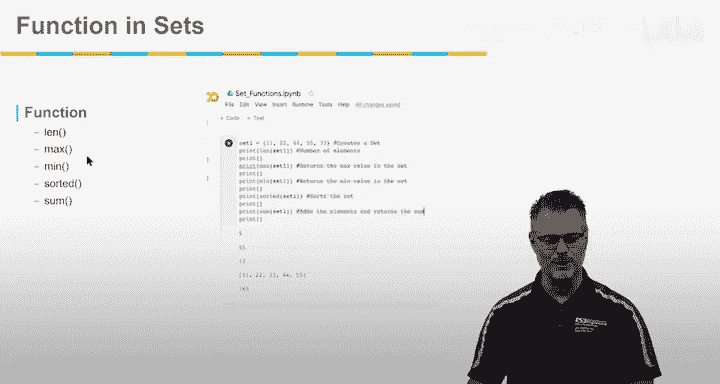 Function in Sets
Function
– len()
– max()
– min()
– sorted()
– sum()
Set_Functions.ipynb
File Edit View Insert Runtime Tools Help All changes saved
+ Code + Text
set1 = {11, 22, 44, 55, 33} #Creates a Set
print(len(set1)) #Number of elements
print()
print(max(set1)) #Returns the max value in the set
print()
print(min(set1)) #Returns the min value in the set
print()
print(sorted(set1)) #Sorts the set
print()
print(sum(set1)) #Adds the elements and returns the sum
print()
5
55
11
[11, 22, 33, 44, 55]
165